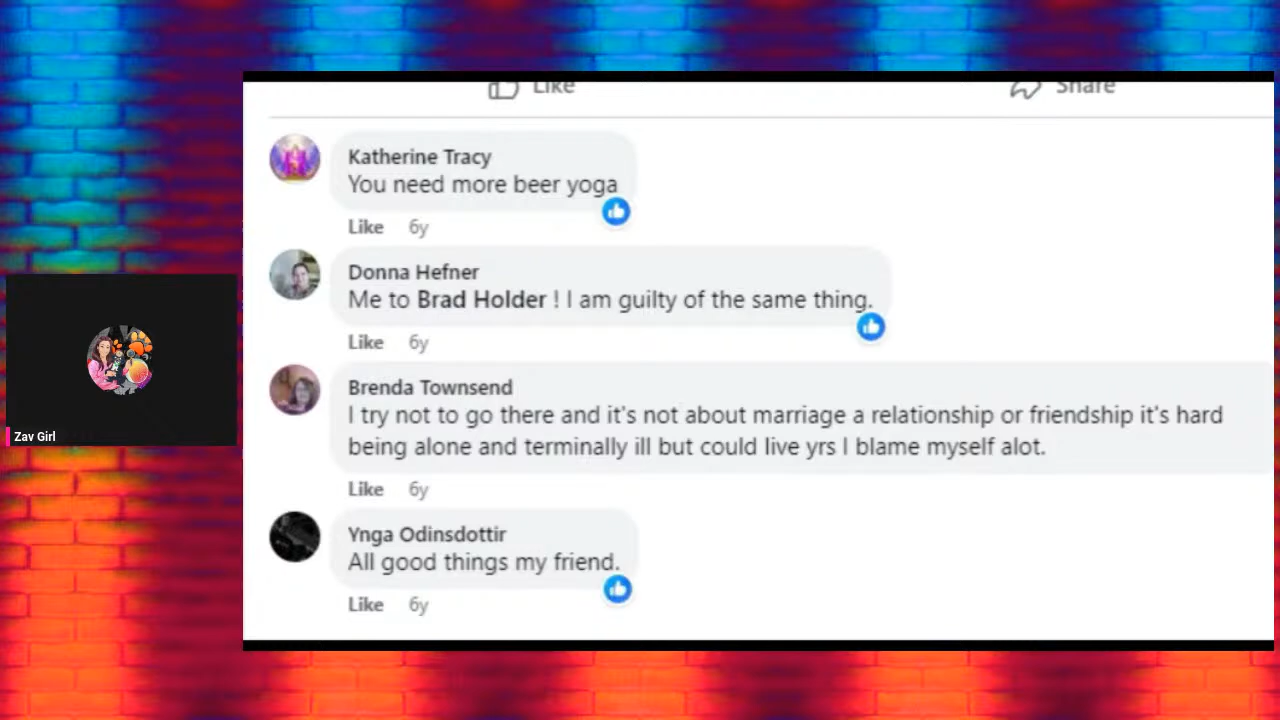 Like
Share
Katherine Tracy
You need more beer yoga
Like 6y
Donna Hefner
Me to Brad Holder ! I am guilty of the same thing.
Like 6y
Brenda Townsend
I try not to go there and it's not about marriage a relationship or friendship it's hard
being alone and terminally ill but could live yrs I blame myself alot.
Like 6y
Ynga Odinsdottir
All good things my friend.
Like 6y
Zav Girl